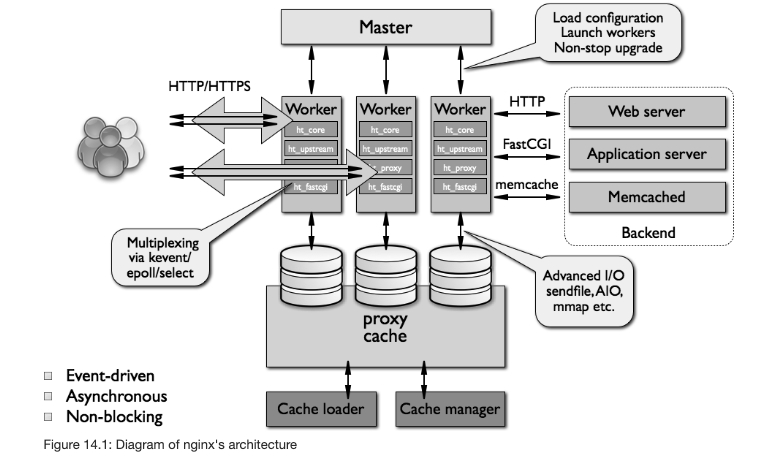 Master
Load configuration
Launch workers
Non-stop upgrade
HTTP/HTTPS
Worker
ht_core
ht_upstream
ht_fastcgi
Worker
ht_core
ht_upstream
ht_proxy
ht_fastcgi
Worker
ht_core
ht_upstream
ht_proxy
ht_fastcgi
HTTP
FastCGI
memcache
Web server
Application server
Memcached
Backend
Multiplexing
via kevent/
epoll/select
Advanced I/O
sendfile, AIO,
mmap etc.
proxy
cache
Cache loader
Cache manager
Event-driven
Asynchronous
Non-blocking
Figure 14.1: Diagram of nginx's architecture